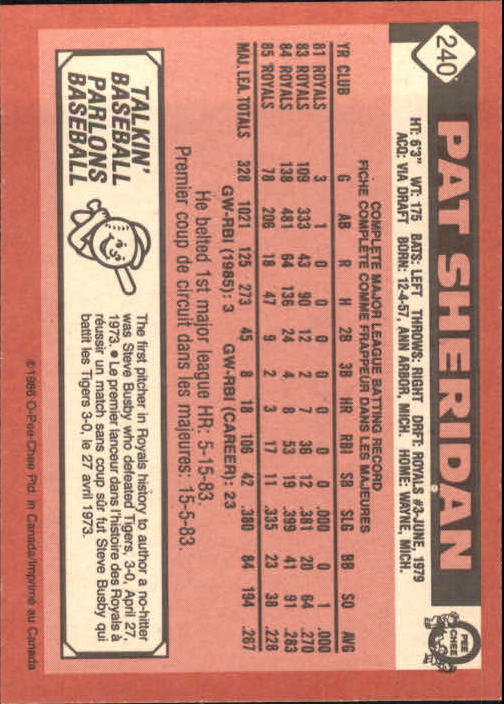 240
PAT SHERIDAN
O PEE CHEE
HT: 6'3" WT: 175 BATS: LEFT THROWS: RIGHT DRFT: ROYALS #3-JUNE, 1979
ACQ: VIA DRAFT BORN: 12-4-57, ANN ARBOR, MICH. HOME: WAYNE, MICH.
COMPLETE MAJOR LEAGUE BATTING RECORD
FICHE COMPLÈTE COMME FRAPPEUR DANS LES MAJEURES
YR CLUB G AB R H 2B 3B HR RBI SB SLG BB SO AVG
81 ROYALS 3 1 0 0 0 0 0 0 0 .000 0 1 .000
83 ROYALS 109 333 43 90 12 2 7 36 12 .381 20 64 .270
84 ROYALS 138 481 64 136 24 4 8 53 19 .399 41 91 .283
85 ROYALS 78 206 18 47 9 2 3 17 11 .335 23 38 .228
MAJ. LEA. TOTALS 328 1021 125 273 45 8 18 106 42 .380 84 194 .267
GW-RBI (1985): 3 GW-RBI (CAREER): 23
He belted 1st major league HR: 5-15-83.
Premier coup de circuit dans les majeures: 15-5-83.
TALKIN'
BASEBALL
PARLONS
BASEBALL
The first pitcher in Royals history to author a no-hitter
was Steve Busby who defeated Tigers, 3-0, April 27,
1973. ● Le premier lanceur dans l'histoire des Royals à
réussir un match sans coup sûr fut Steve Busby qui
battit les Tigers 3-0, le 27 avril 1973.
©1986 O-Pee-Chee Ptd. in Canada/Imprimé au Canada